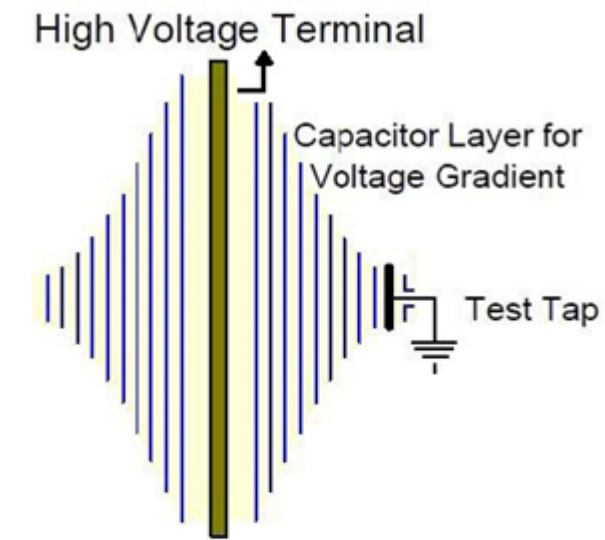 High Voltage Terminal
Capacitor Layer for
Voltage Gradient
Test Tap